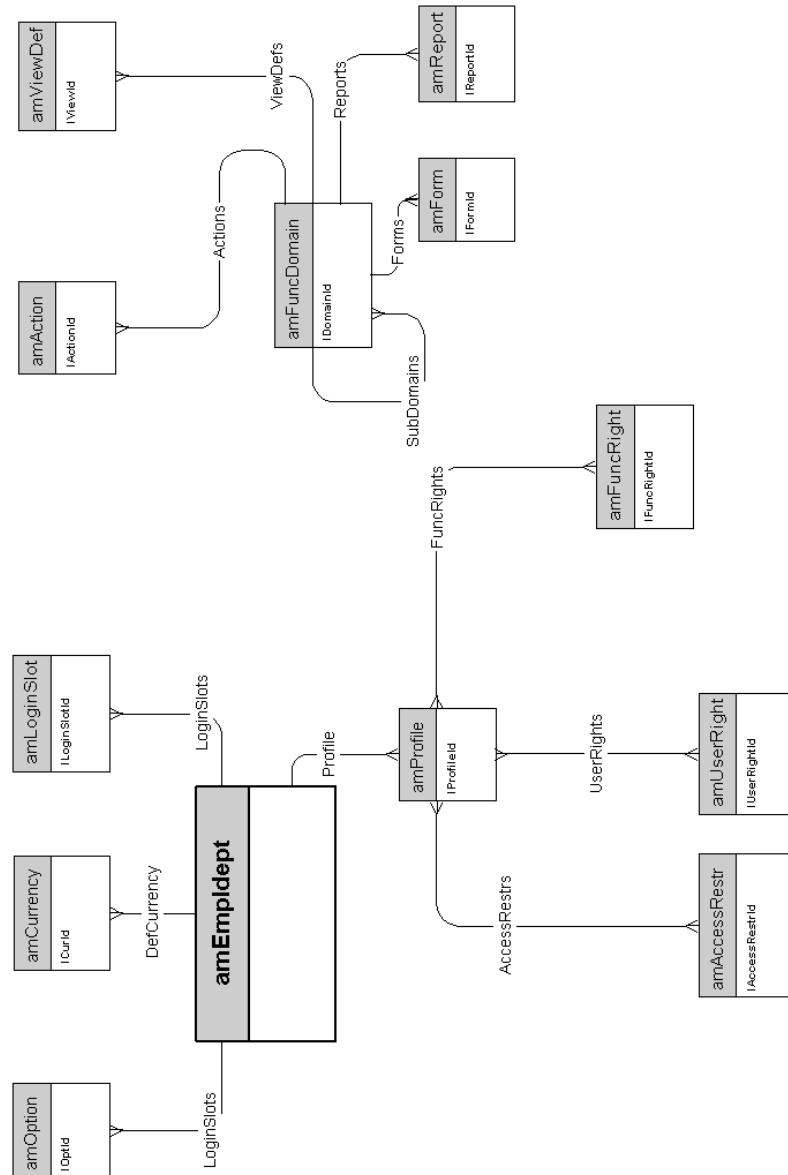 amOption
amCurrency
amLoginSlot
amAction
amViewDef
lOptId
lCurId
lLoginSlotId
lActionId
lViewId
LoginSlots
DefCurrency
LoginSlots
Actions
ViewDefs
amEmpldept
amFuncDomain
lDomainId
Profile
Reports
Forms
SubDomains
amProfile
lProfileId
amForm
lFormId
amReport
lReportId
FuncRights
AccessRestrs
UserRights
amFuncRight
lFuncRightId
amAccessRestr
lAccessRestrId
amUserRight
lUserRightId